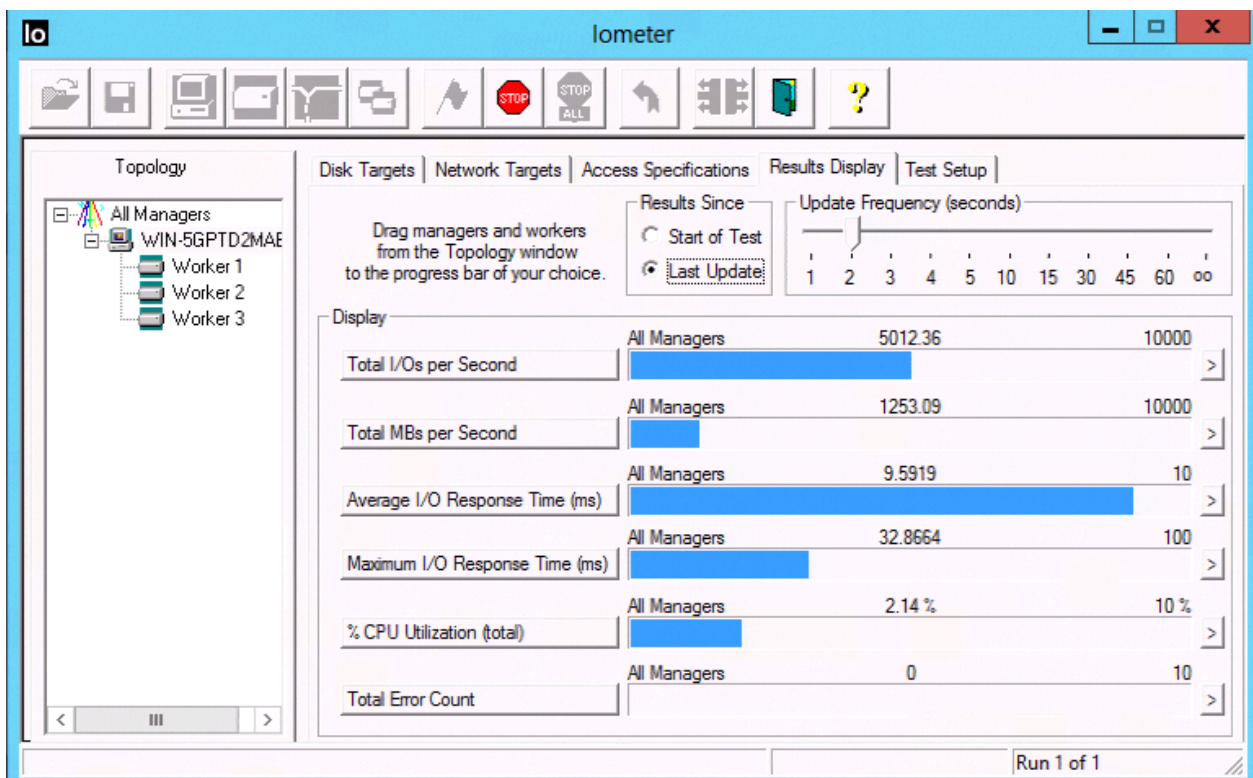 Io
Iometer
STOP
STOP ALL
?
Topology
All Managers
WIN-5GPTD2MAE
Worker 1
Worker 2
Worker 3
Disk Targets
Network Targets
Access Specifications
Results Display
Test Setup
Drag managers and workers
from the Topology window
to the progress bar of your choice.
Results Since
Start of Test
Last Update
Update Frequency (seconds)
1 2 3 4 5 10 15 30 45 60 oo
Display
All Managers 5012.36 10000
Total I/Os per Second >
All Managers 1253.09 10000
Total MBs per Second >
All Managers 9.5919 10
Average I/O Response Time (ms) >
All Managers 32.8664 100
Maximum I/O Response Time (ms) >
All Managers 2.14 % 10 %
% CPU Utilization (total) >
All Managers 0 10
Total Error Count >
Run 1 of 1